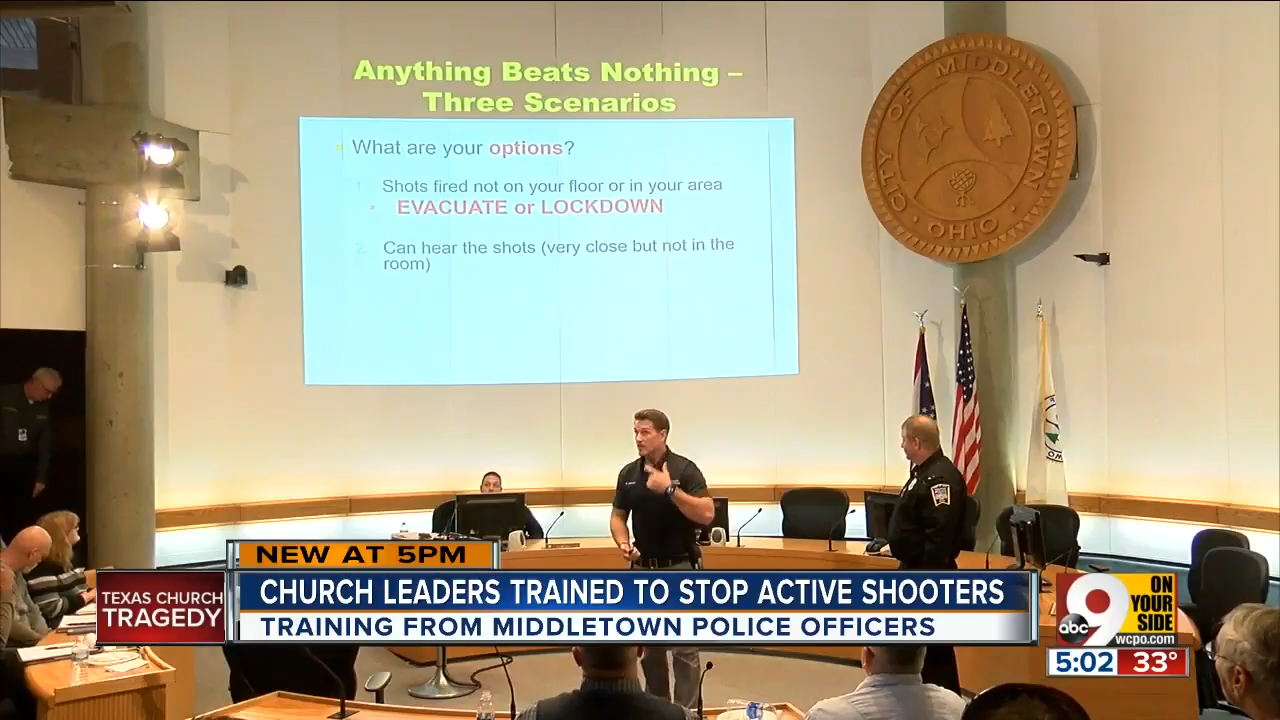 Anything Beats Nothing –
Three Scenarios
What are your options?
1. Shots fired not on your floor or in your area
EVACUATE or LOCKDOWN
2. Can hear the shots (very close but not in the
room)
CITY OF MIDDLETOWN
OHIO
NEW AT 5PM
TEXAS CHURCH
TRAGEDY
CHURCH LEADERS TRAINED TO STOP ACTIVE SHOOTERS
TRAINING FROM MIDDLETOWN POLICE OFFICERS
abc 9
ON
YOUR
SIDE
wcpo.com
5:02 33°